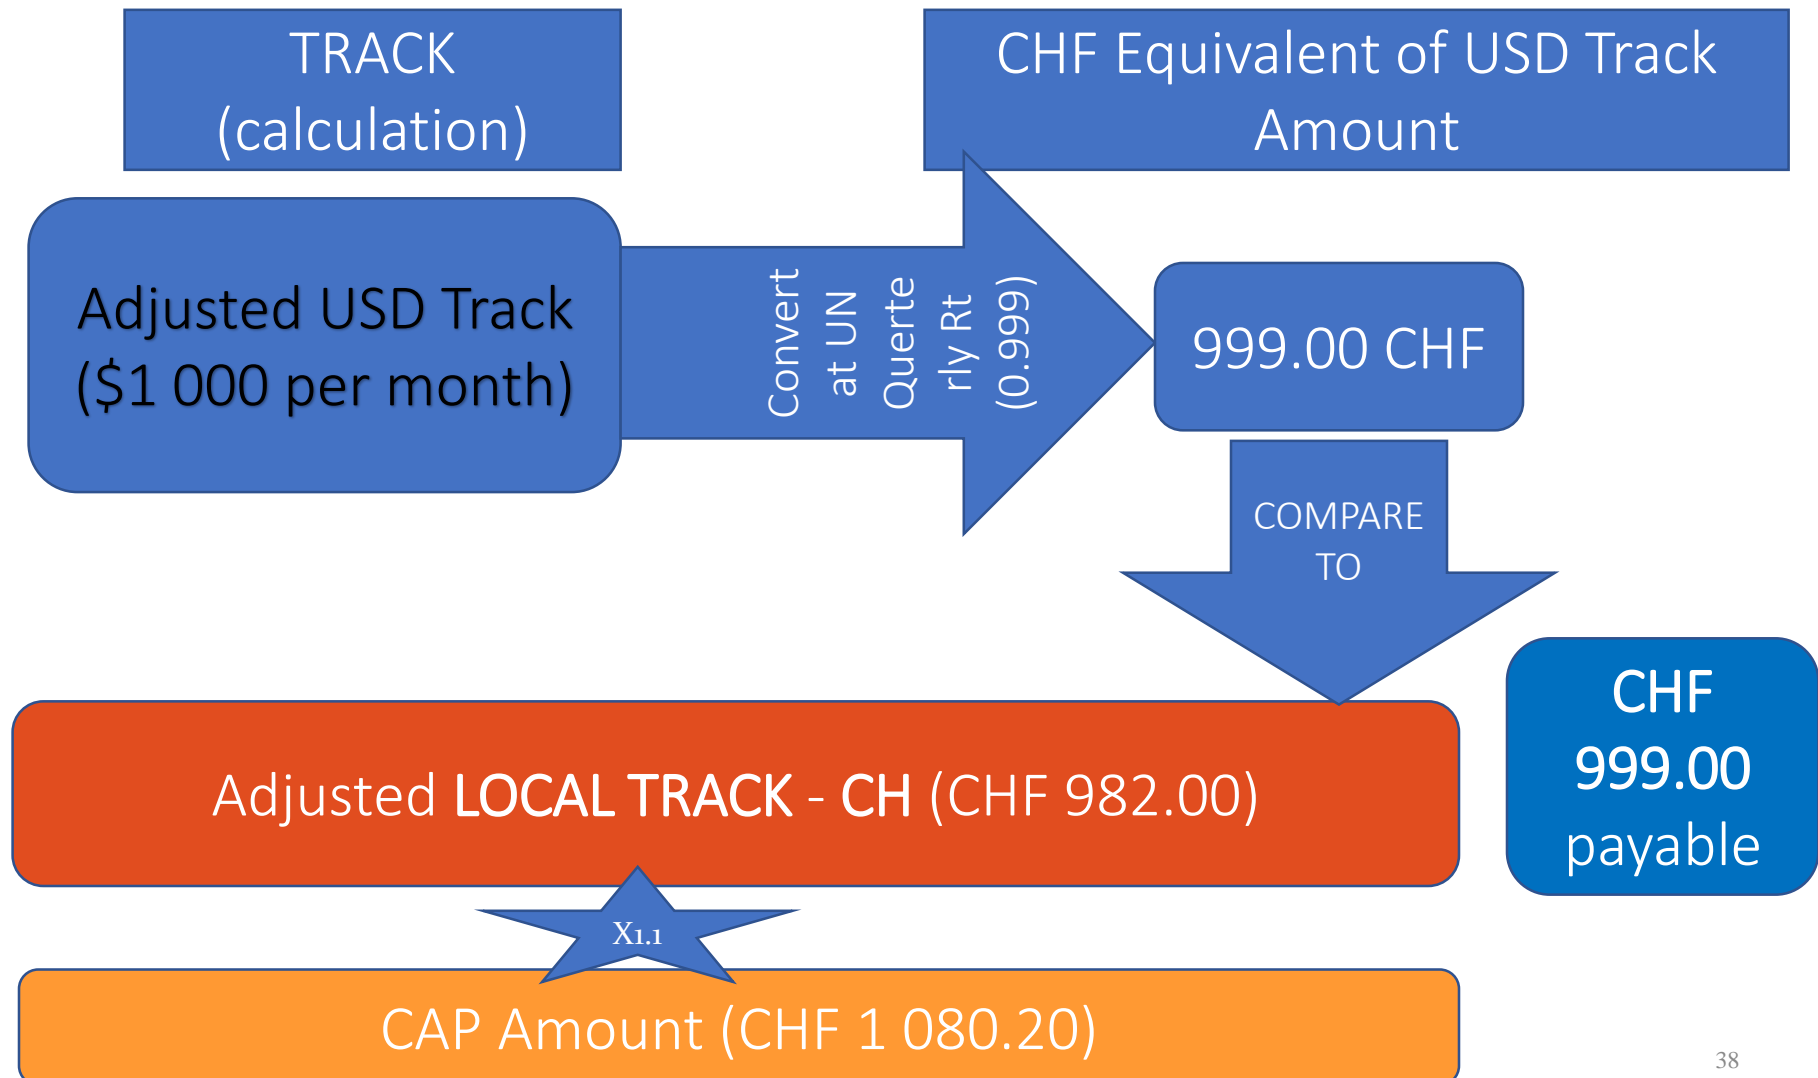 TRACK
(calculation)
CHF Equivalent of USD Track
Amount
Adjusted USD Track
($1 000 per month)
Convert
at UN
Querte
rly Rt
(0.999)
999.00 CHF
COMPARE
TO
Adjusted LOCAL TRACK - CH (CHF 982.00)
CHF
999.00
payable
X1.1
CAP Amount (CHF 1 080.20)
38